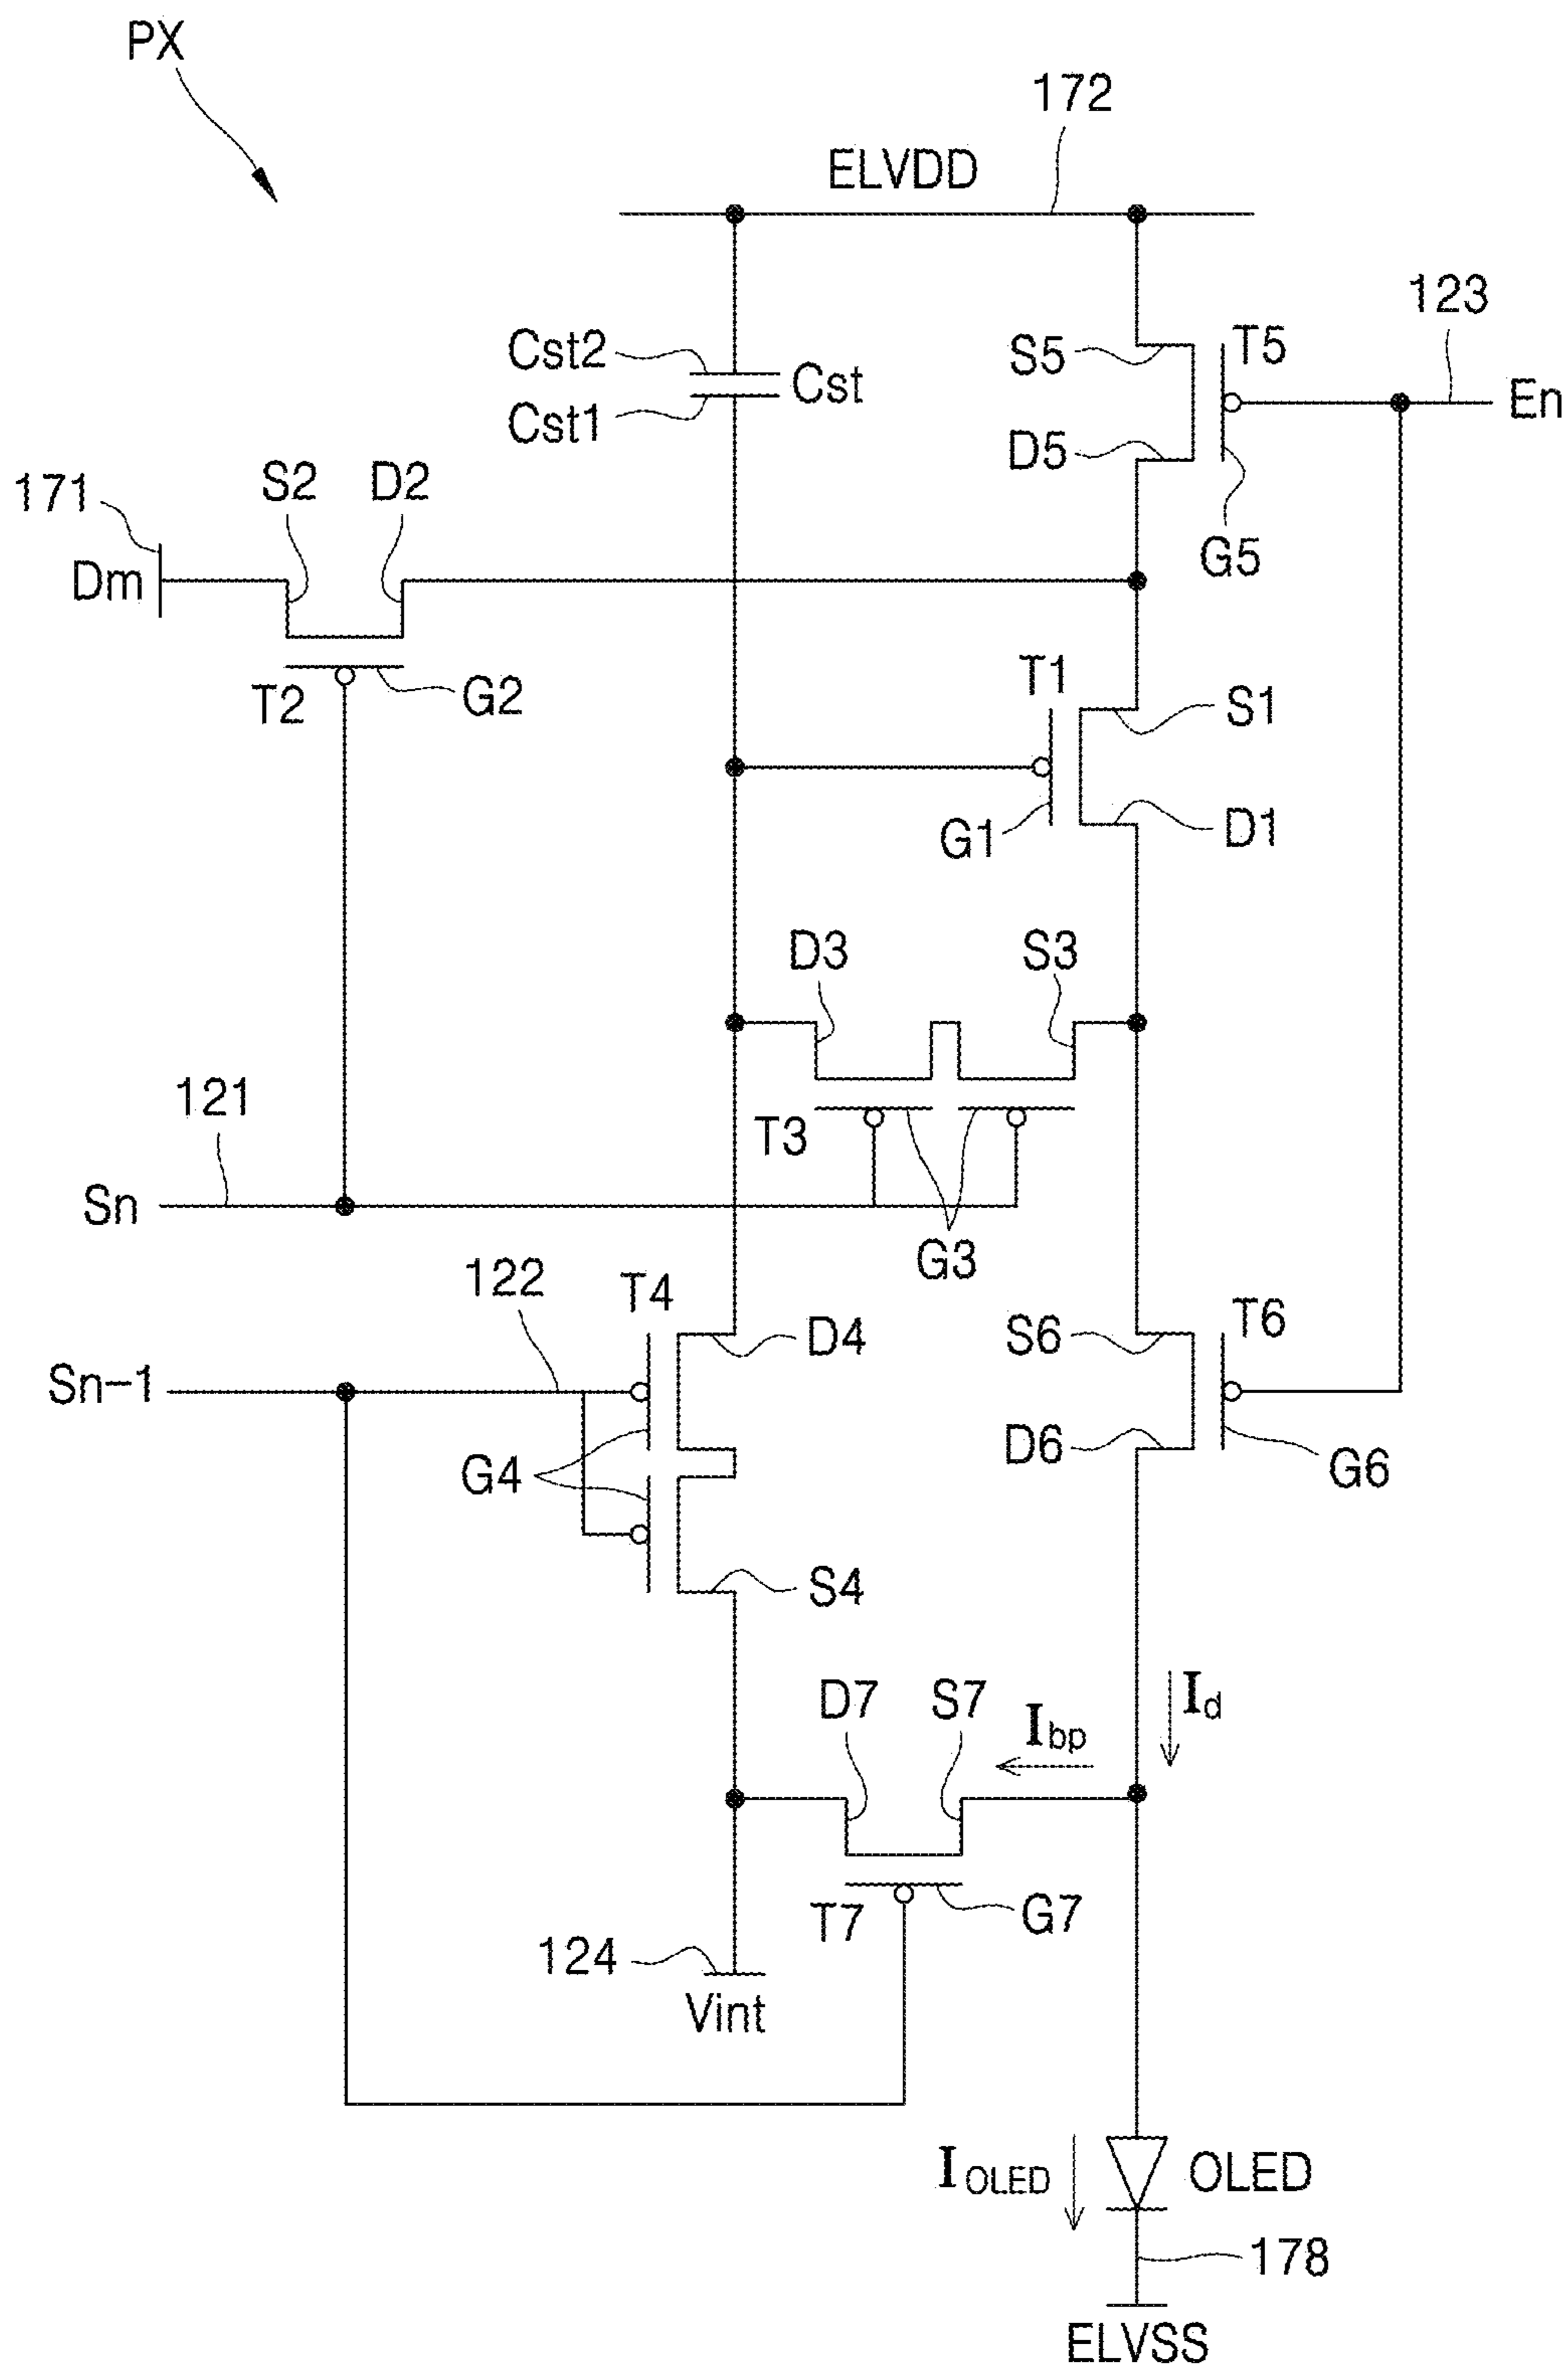 PX
172
ELVDD
123
Cst2
S5
T5
Cst
En
Cst1
D5
171
S2
D2
G5
Dm
T1
T2
G2
S1
G1
D1
D3
S3
121
T3
Sn
G3
122
T4
D4
S6
T6
Sn-1
D6
G4
G6
S4
D7
S7
Ibp
Id
T7
G7
124
Vint
IOLED
OLED
178
ELVSS